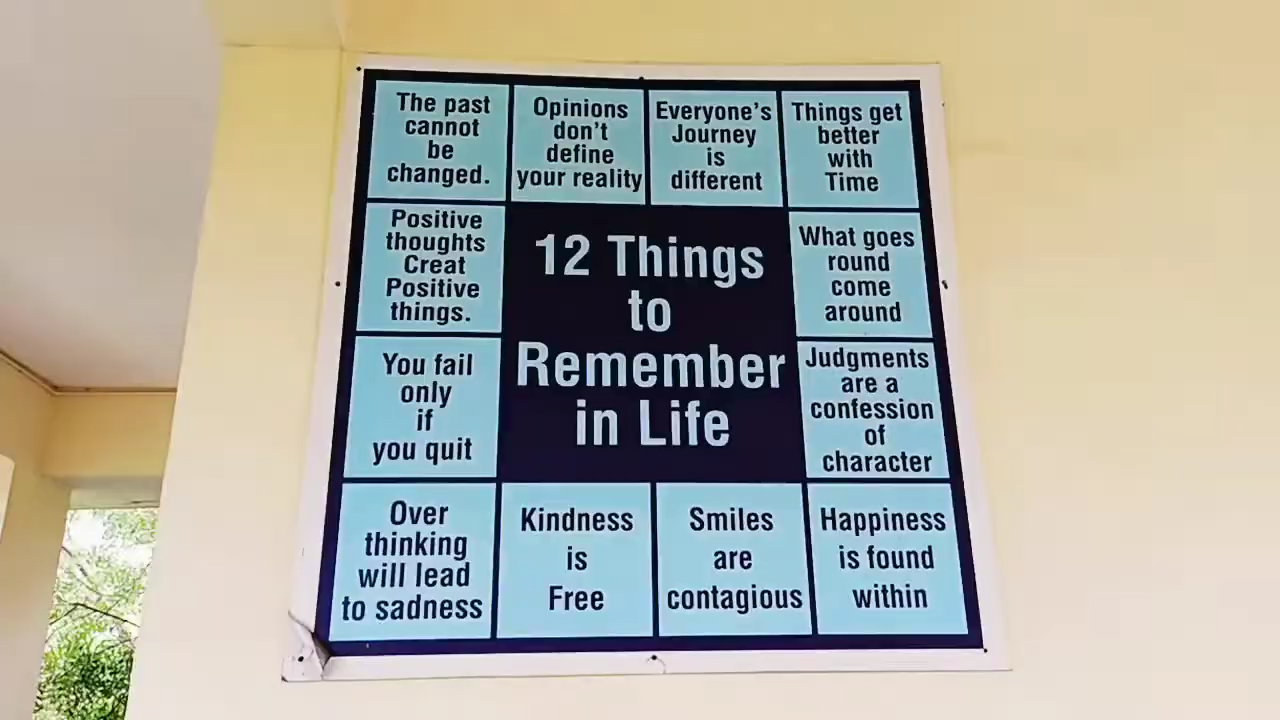 The past
cannot
be
changed.
Opinions
don't
define
your reality
Everyone's
Journey
is
different
Things get
better
with
Time
Positive
thoughts
Creat
Positive
things.
12 Things
to
Remember
in Life
What goes
round
come
around
You fail
only
if
you quit
Judgments
are a
confession
of
character
Over
thinking
will lead
to sadness
Kindness
is
Free
Smiles
are
contagious
Happiness
is found
within